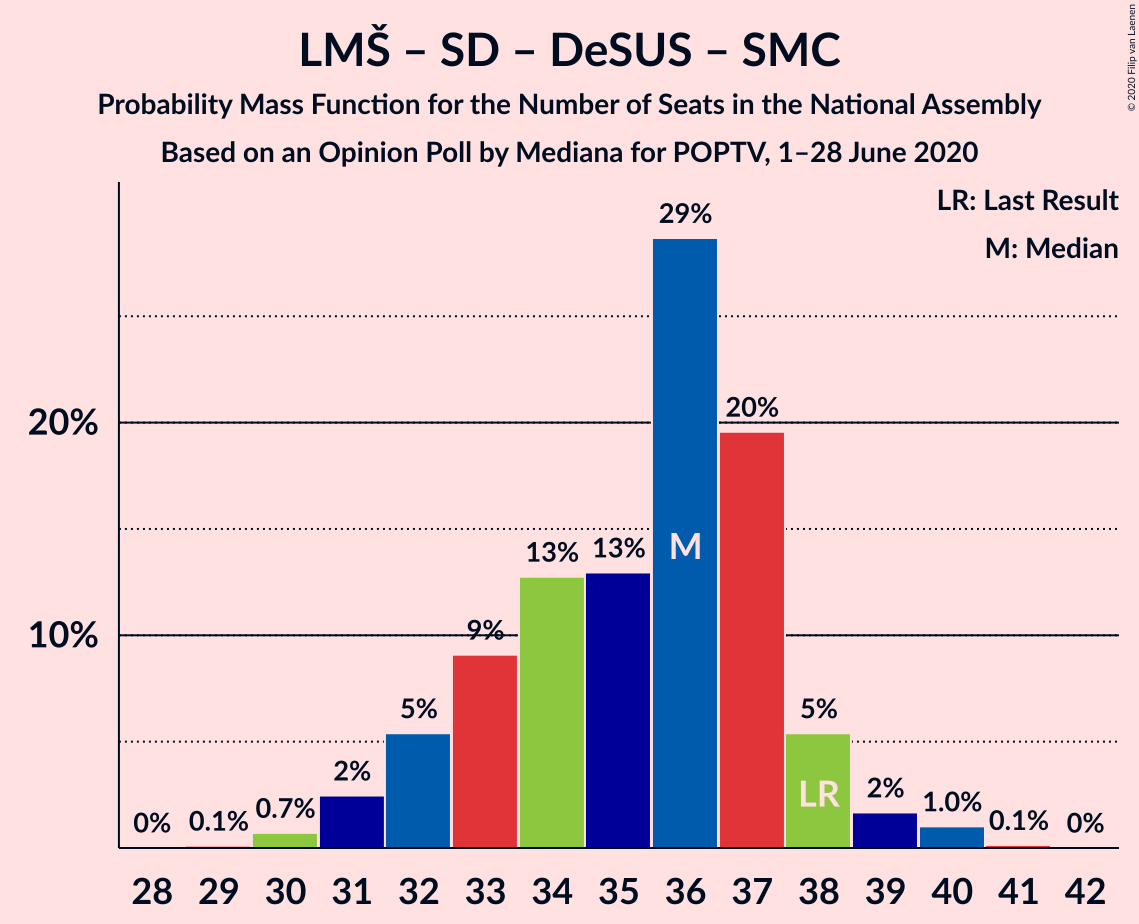 LMŠ – SD – DeSUS – SMC
Probability Mass Function for the Number of Seats in the National Assembly
Based on an Opinion Poll by Mediana for POPTV, 1–28 June 2020
© 2020 Filip van Laenen
LR: Last Result
M: Median
29%
20%
20%
13%
13%
M
10%
9%
5%
5%
2%
LR
2%
0%
0.1%
0.7%
1.0%
0.1%
0%
28 29 30 31 32 33 34 35 36 37 38 39 40 41 42